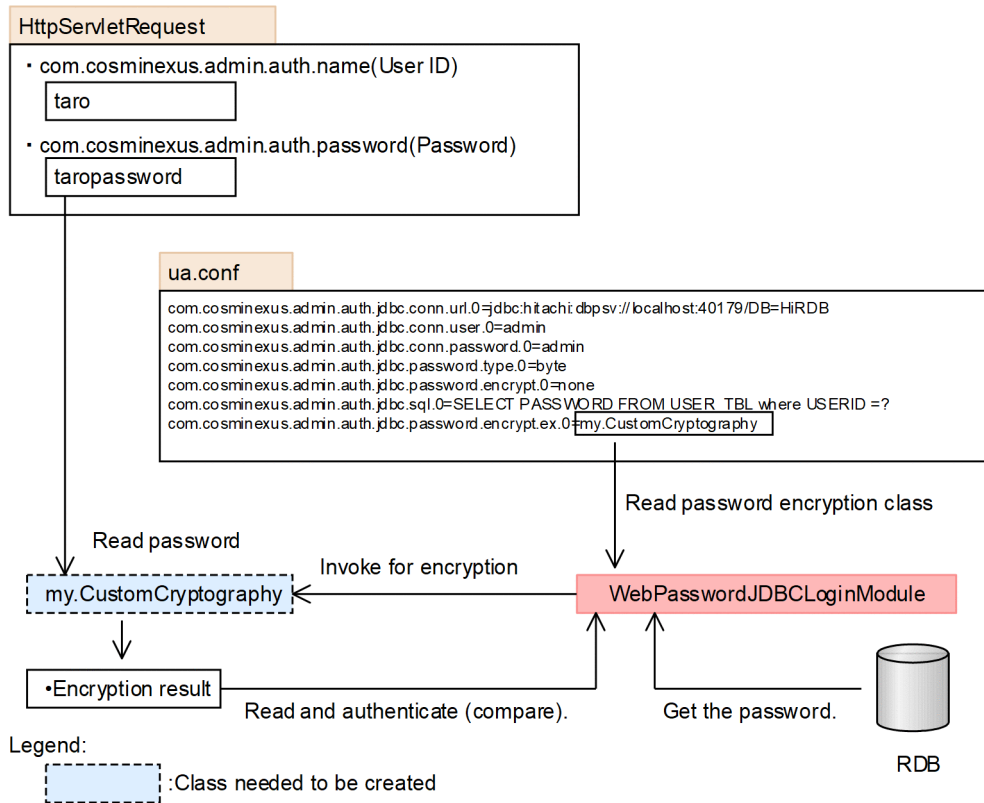 HttpServletRequest
・com.cosminexus.admin.auth.name(User ID)
taro
・com.cosminexus.admin.auth.password(Password)
taropassword
ua.conf
com.cosminexus.admin.auth.jdbc.conn.url.0=jdbc:hitachi:dbpsv://localhost:40179/DB=HiRDB
com.cosminexus.admin.auth.jdbc.conn.user.0=admin
com.cosminexus.admin.auth.jdbc.conn.password.0=admin
com.cosminexus.admin.auth.jdbc.password.type.0=byte
com.cosminexus.admin.auth.jdbc.password.encrypt.0=none
com.cosminexus.admin.auth.jdbc.sql.0=SELECT PASSWORD FROM USER_TBL where USERID =?
com.cosminexus.admin.auth.jdbc.password.encrypt.ex.0=my.CustomCryptography
Read password encryption class
Read password
Invoke for encryption
my.CustomCryptography
WebPasswordJDBCLoginModule
•Encryption result
Read and authenticate (compare).
Get the password.
RDB
Legend:
:Class needed to be created